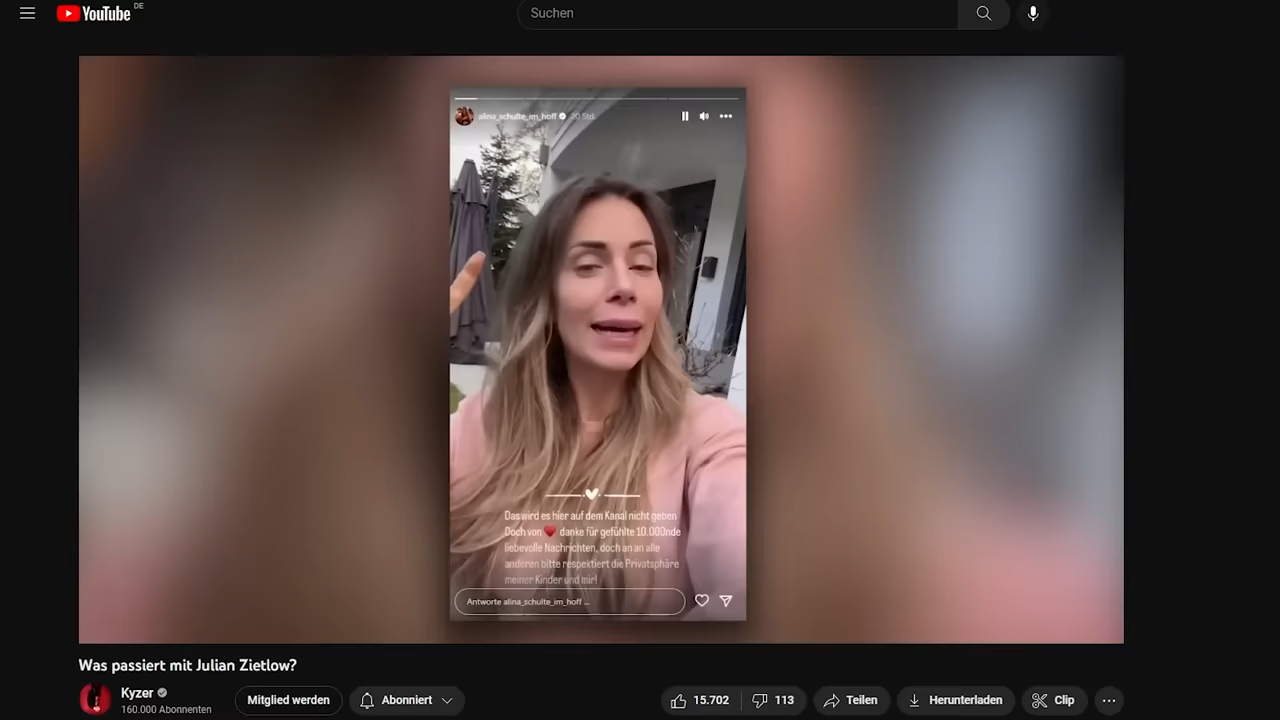 YouTube DE
Suchen
alina_schulte_im_hoff 20 Std.
Das wird es hier auf dem Kanal nicht geben
Doch von ❤️ danke für gefühlte 10.000nde
liebevolle Nachrichten, doch an an alle
anderen bitte respektiert die Privatsphäre
meiner Kinder und mir!
Antworte alina_schulte_im_hoff ...
Was passiert mit Julian Zietlow?
Kyzer
160.000 Abonnenten
Mitglied werden
Abonniert
15.702
113
Teilen
Herunterladen
Clip